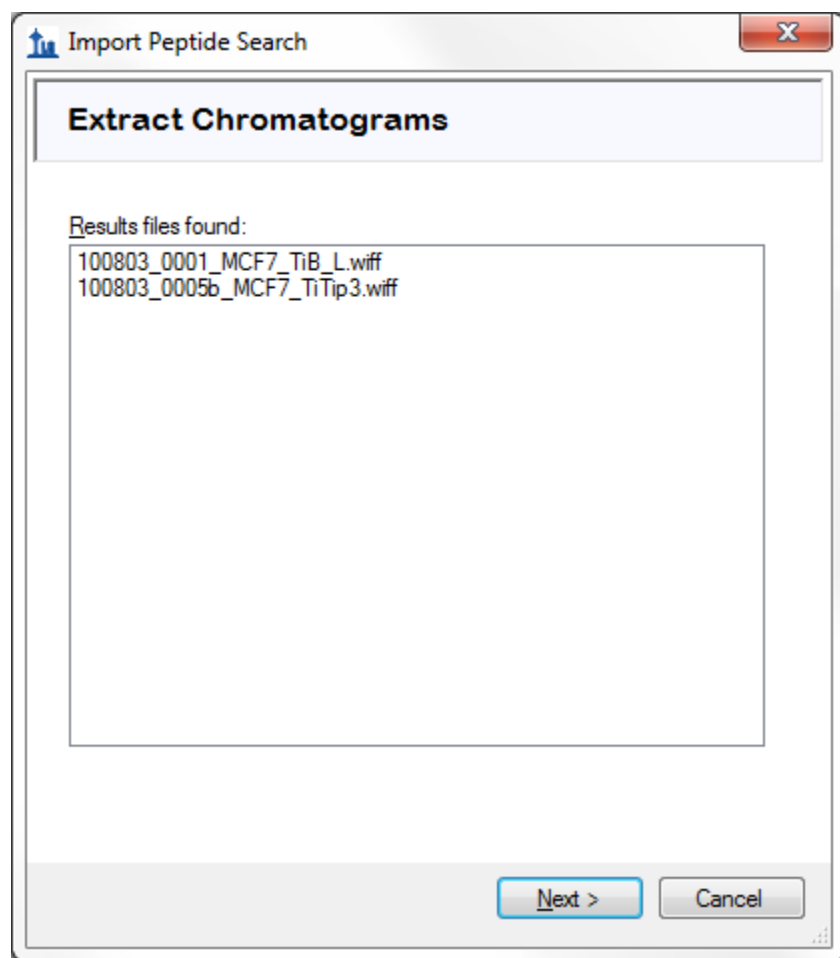 Import Peptide Search
Extract Chromatograms
Results files found:
100803_0001_MCF7_TiB_L.wiff
100803_0005b_MCF7_TiTip3.wiff
Next >
Cancel